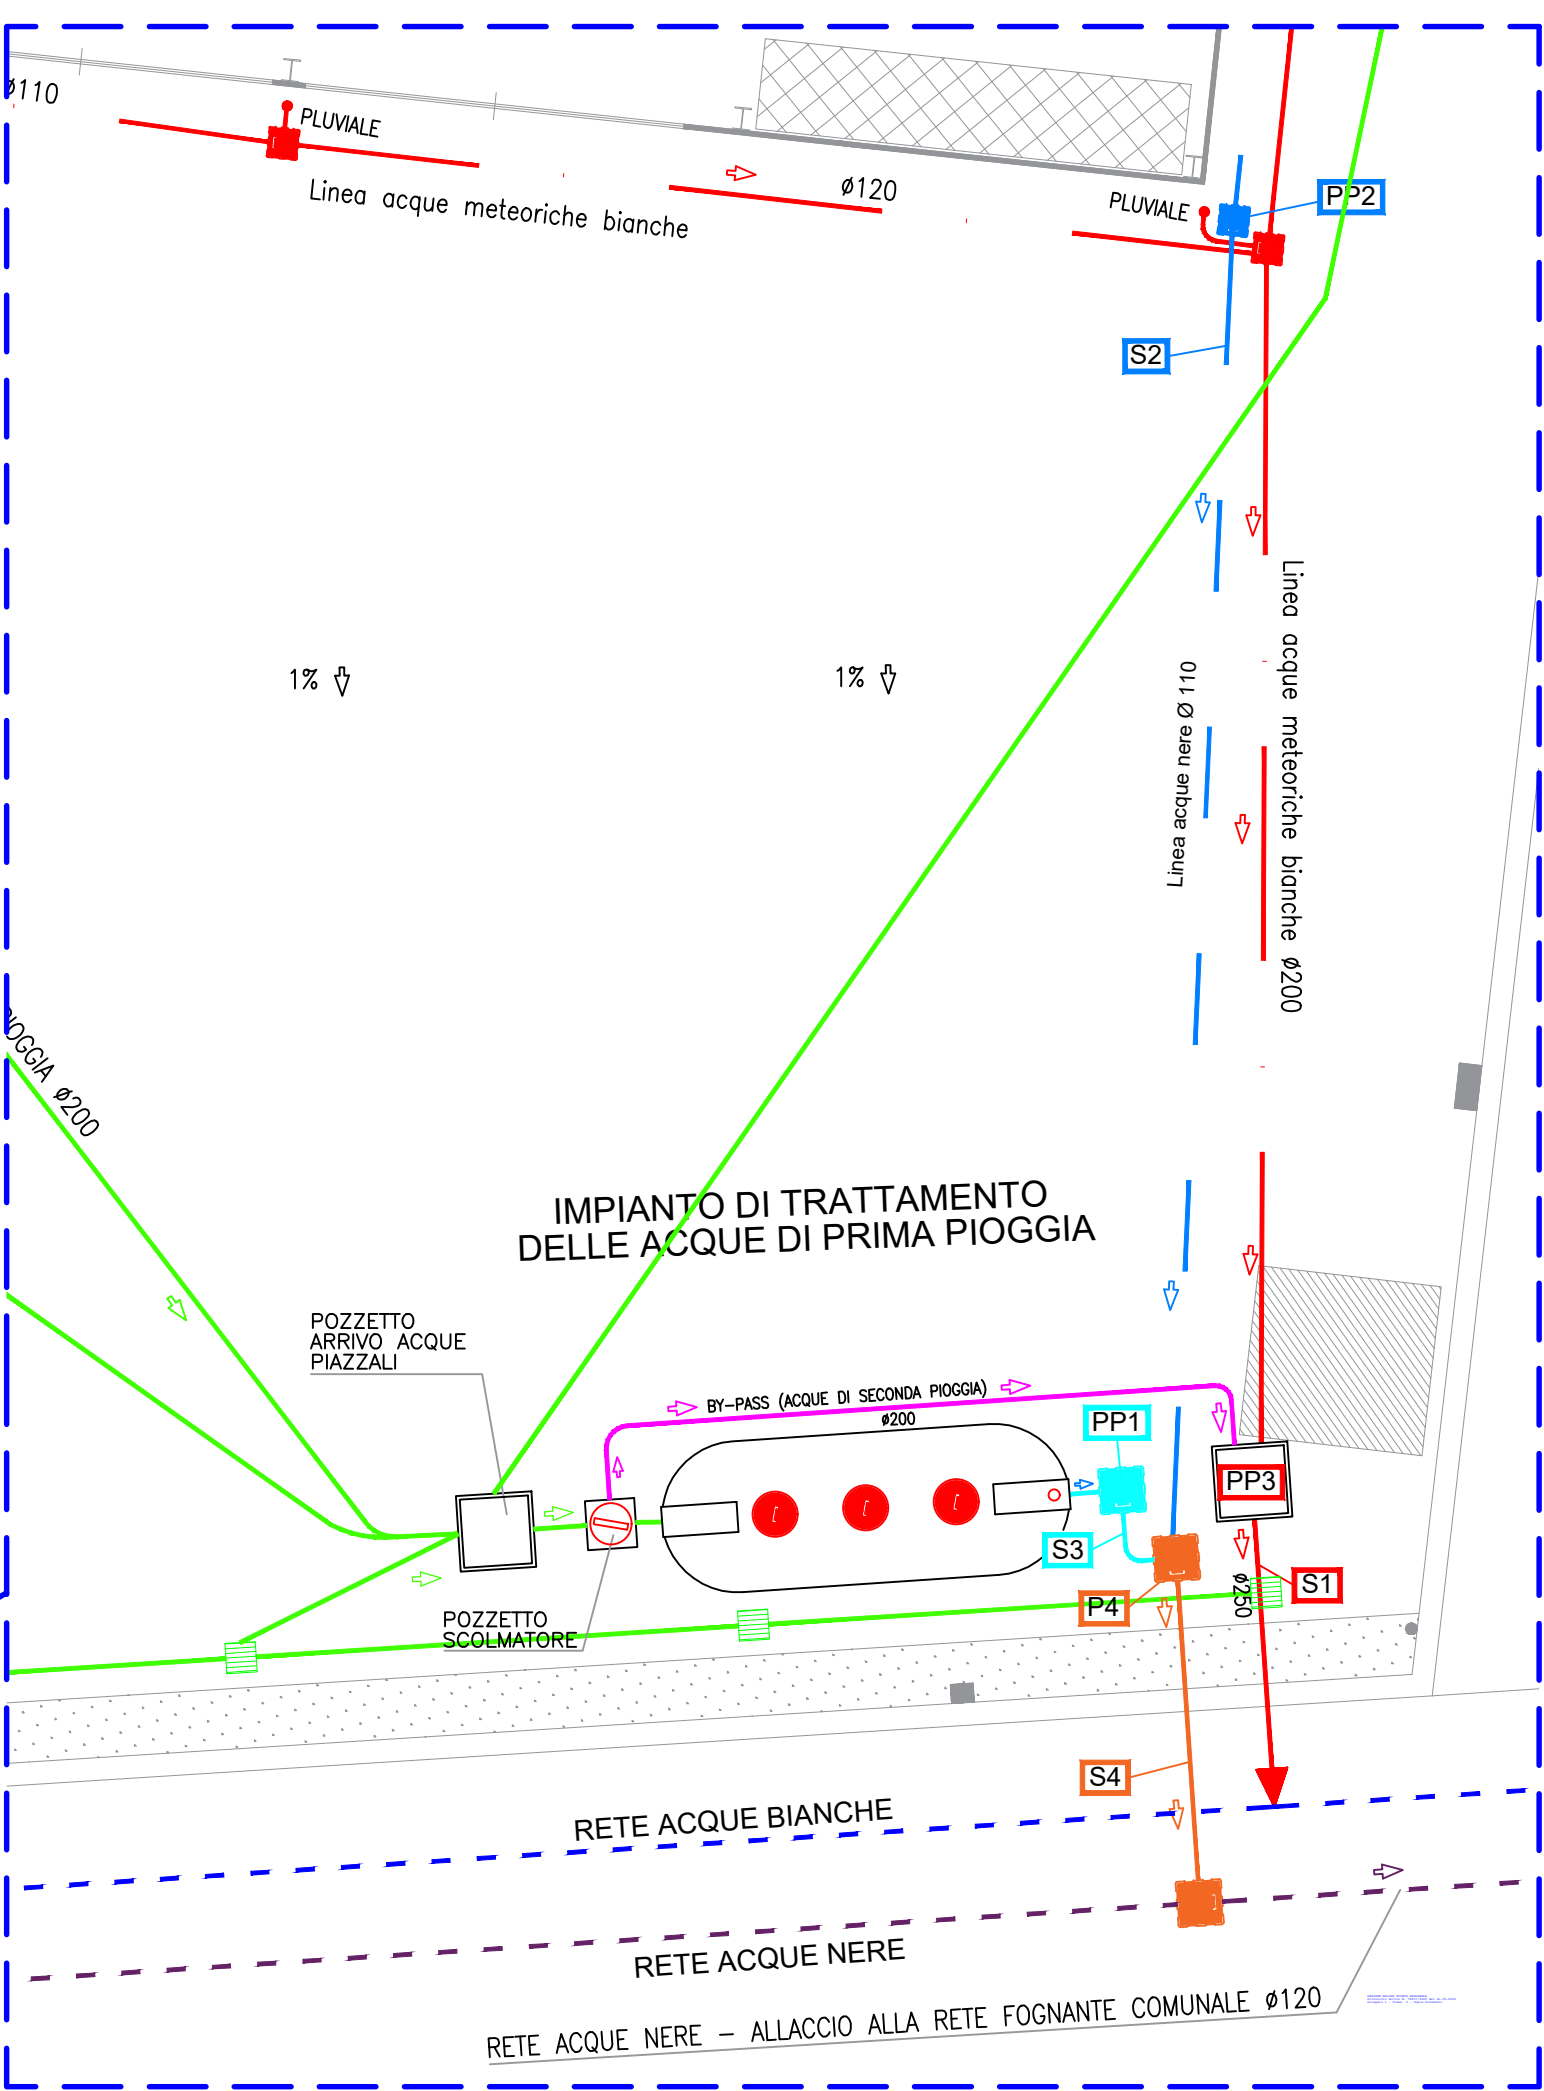 ø110
PLUVIALE
Linea acque meteoriche bianche
ø120
PLUVIALE
PP2
S2
1%
1%
Linea acque nere Ø 110
Linea acque meteoriche bianche ø200
PIOGGIA ø200
IMPIANTO DI TRATTAMENTO
DELLE ACQUE DI PRIMA PIOGGIA
POZZETTO
ARRIVO ACQUE
PIAZZALI
BY-PASS (ACQUE DI SECONDA PIOGGIA)
ø200
PP1
PP3
S3
S1
ø250
P4
POZZETTO
SCOLMATORE
S4
RETE ACQUE BIANCHE
RETE ACQUE NERE
RETE ACQUE NERE – ALLACCIO ALLA RETE FOGNANTE COMUNALE ø120